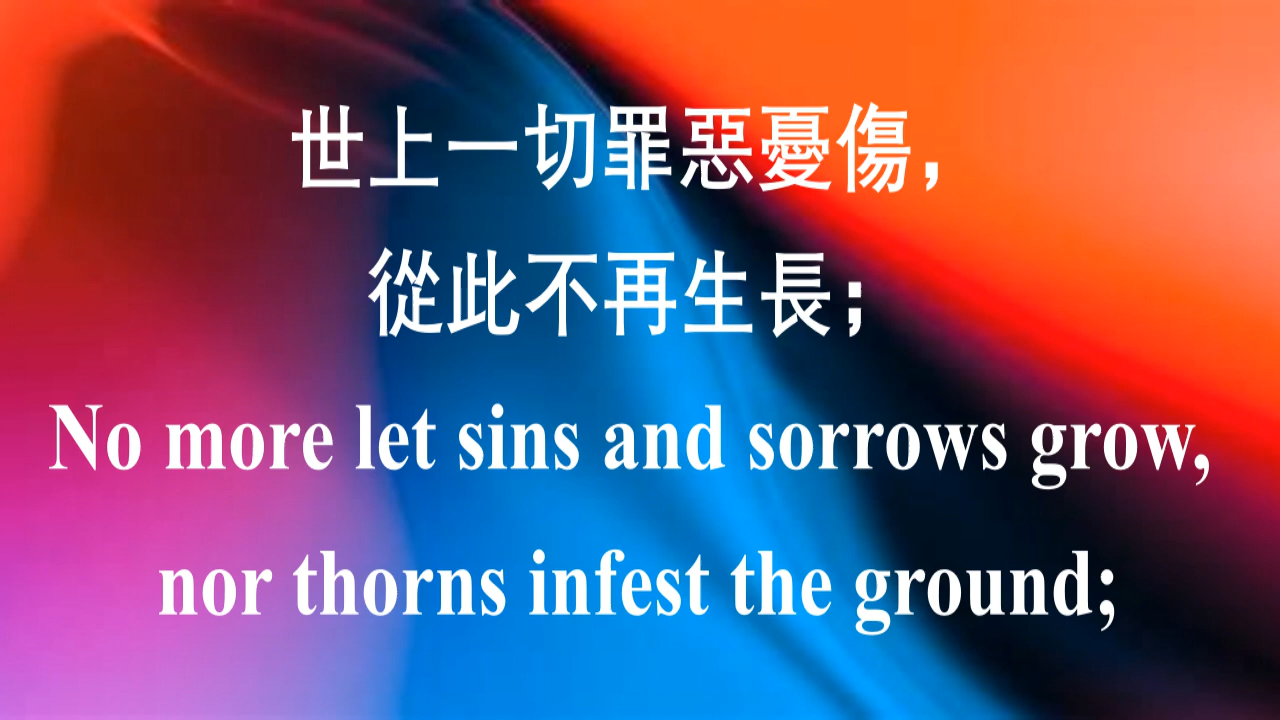 世上一切罪惡憂傷，
從此不再生長；
No more let sins and sorrows grow,
nor thorns infest the ground;